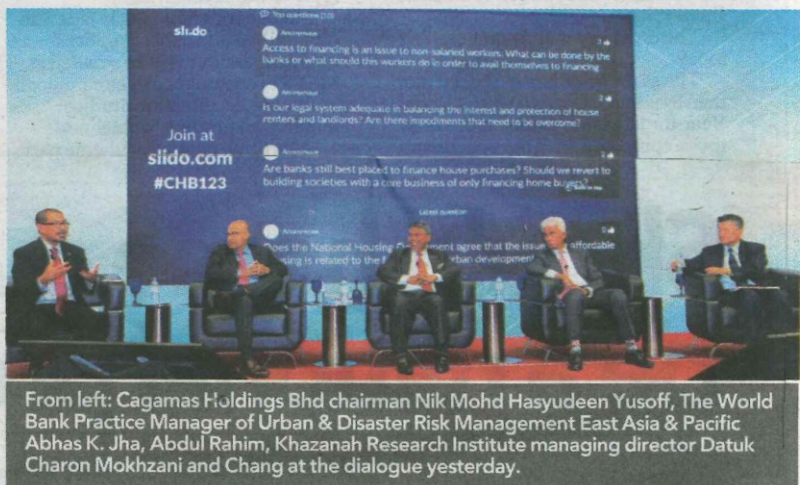 Top questions (10)
sli.do
Anonymous
Access to financing is an issue to non-salaried workers. What can be done by the
banks or what should this workers do in order to avail themselves to financing
Anonymous
2
Is our legal system adequate in balancing the interest and protection of house
renters and landlords? Are there impediments that need to be overcome?
Join at
slido.com
#CHB123
Anonymous
Are banks still best placed to finance house purchases? Should we revert to
building societies with a core business of only financing home buyers?
Latest question
Anonymous
Does the National Housing agree that the issue affordable
is related to the urban development
From left: Cagamas Holdings Bhd chairman Nik Mohd Hasyudeen Yusoff, The World
Bank Practice Manager of Urban & Disaster Risk Management East Asia & Pacific
Abhas K. Jha, Abdul Rahim, Khazanah Research Institute managing director Datuk
Charon Mokhzani and Chang at the dialogue yesterday.